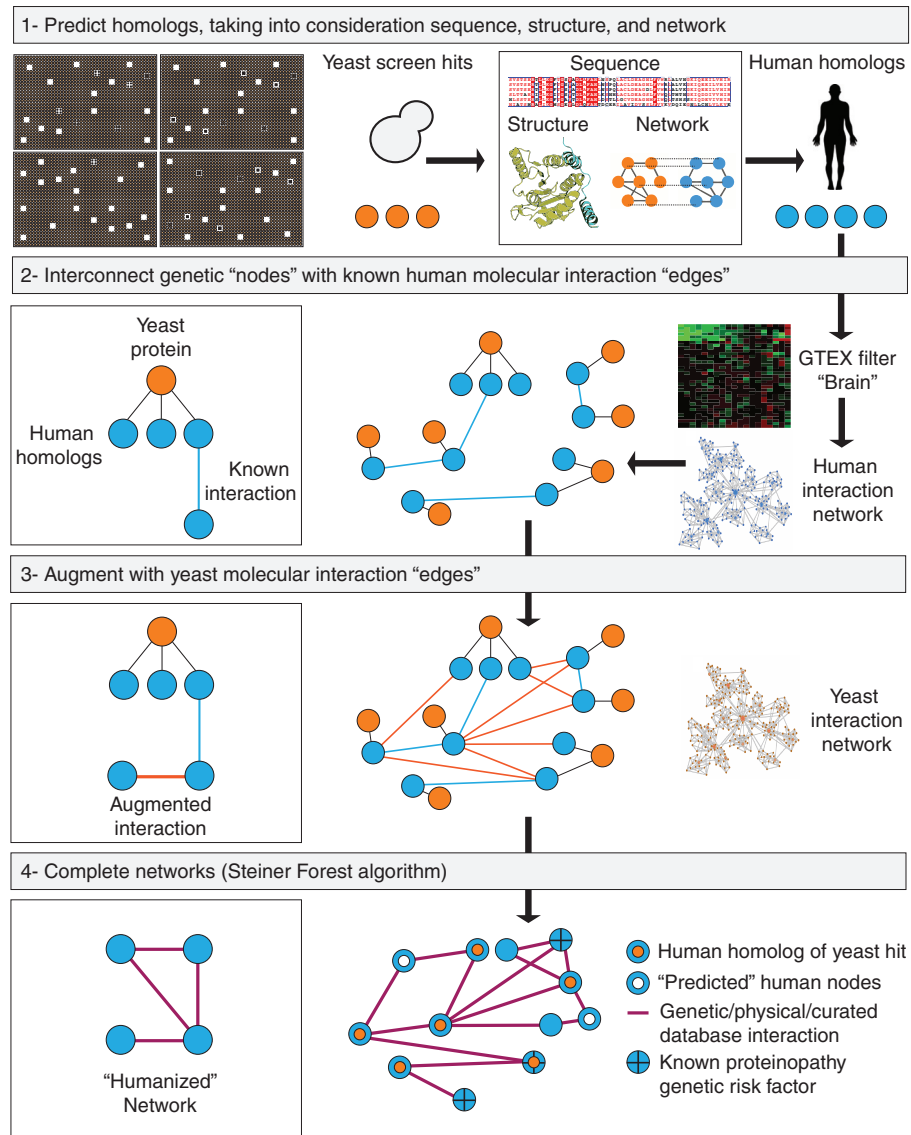 1- Predict homologs, taking into consideration sequence, structure, and network
Yeast screen hits
Sequence
Structure
Network
Human homologs
2- Interconnect genetic “nodes” with known human molecular interaction “edges”
Yeast
protein
Human
homologs
Known
interaction
GTEX filter
“Brain”
Human
interaction
network
3- Augment with yeast molecular interaction “edges”
Augmented
interaction
Yeast
interaction
network
4- Complete networks (Steiner Forest algorithm)
“Humanized”
Network
Human homolog of yeast hit
“Predicted” human nodes
Genetic/physical/curated
database interaction
Known proteinopathy
genetic risk factor